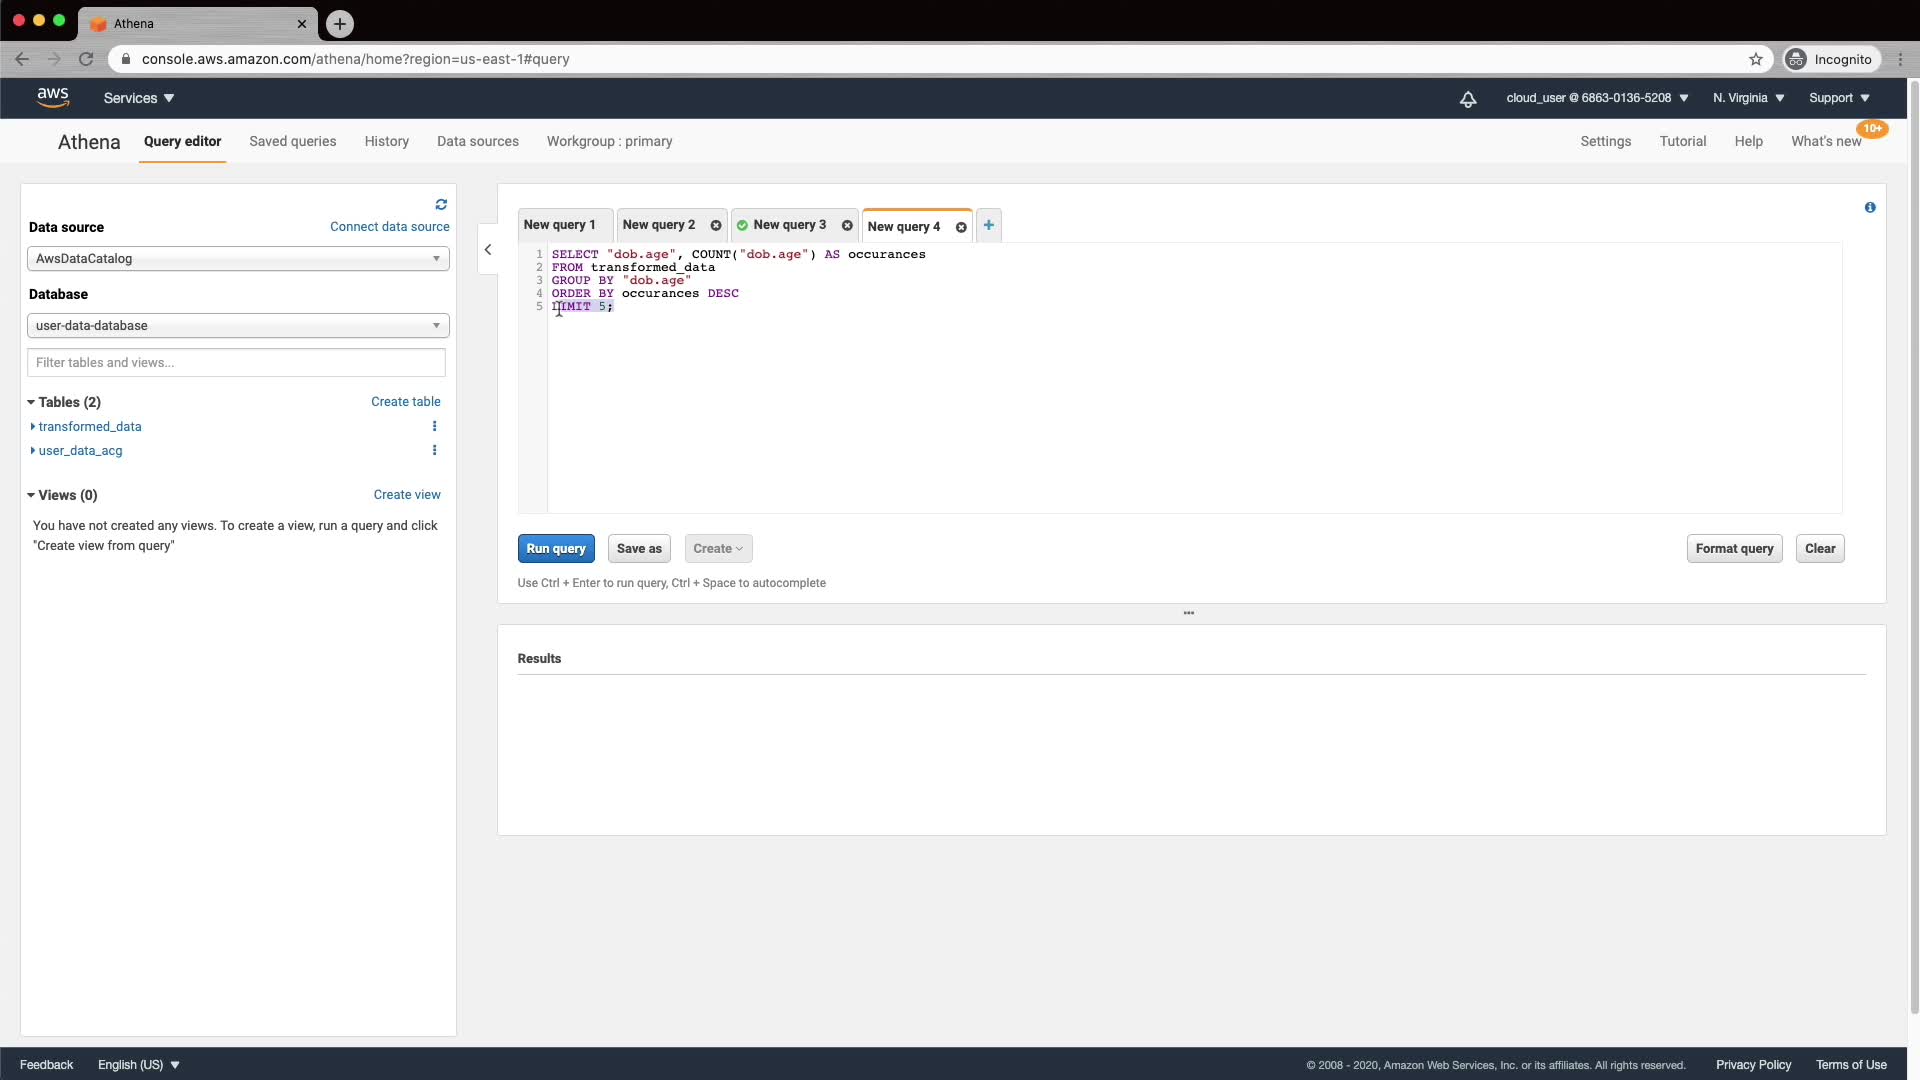 Athena
console.aws.amazon.com/athena/home?region=us-east-1#query
Incognito
aws
Services
cloud_user @ 6863-0136-5208
N. Virginia
Support
Athena
Query editor
Saved queries
History
Data sources
Workgroup : primary
Settings
Tutorial
Help
What's new
10+
Data source
Connect data source
AwsDataCatalog
Database
user-data-database
Filter tables and views...
Tables (2)
Create table
transformed_data
user_data_acg
Views (0)
Create view
You have not created any views. To create a view, run a query and click
"Create view from query"
New query 1
New query 2
New query 3
New query 4
1 SELECT "dob.age", COUNT("dob.age") AS occurances
2 FROM transformed_data
3 GROUP BY "dob.age"
4 ORDER BY occurances DESC
5 LIMIT 5;
Run query
Save as
Create
Format query
Clear
Use Ctrl + Enter to run query, Ctrl + Space to autocomplete
Results
Feedback
English (US)
© 2008 - 2020, Amazon Web Services, Inc. or its affiliates. All rights reserved.
Privacy Policy
Terms of Use